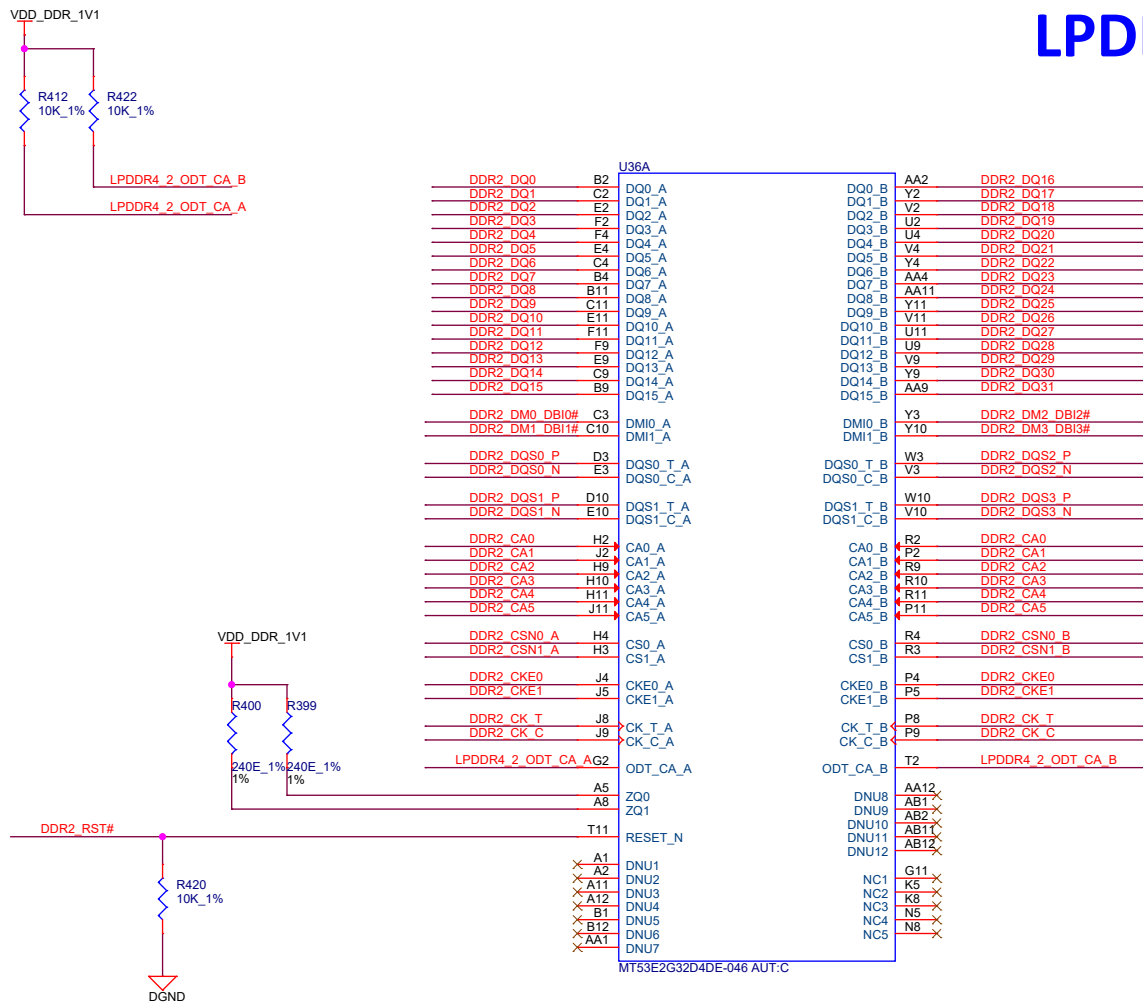 VDD_DDR_1V1
LPD
R412
10K_1%
R422
10K_1%
LPDDR4_2_ODT_CA_B
LPDDR4_2_ODT_CA_A
U36A
DDR2_DQ0 B2 DQ0_A DQ0_B AA2 DDR2_DQ16
DDR2_DQ1 C2 DQ1_A DQ1_B Y2 DDR2_DQ17
DDR2_DQ2 E2 DQ2_A DQ2_B V2 DDR2_DQ18
DDR2_DQ3 F2 DQ3_A DQ3_B U2 DDR2_DQ19
DDR2_DQ4 F4 DQ4_A DQ4_B U4 DDR2_DQ20
DDR2_DQ5 E4 DQ5_A DQ5_B V4 DDR2_DQ21
DDR2_DQ6 C4 DQ6_A DQ6_B Y4 DDR2_DQ22
DDR2_DQ7 B4 DQ7_A DQ7_B AA4 DDR2_DQ23
DDR2_DQ8 B11 DQ8_A DQ8_B AA11 DDR2_DQ24
DDR2_DQ9 C11 DQ9_A DQ9_B Y11 DDR2_DQ25
DDR2_DQ10 E11 DQ10_A DQ10_B V11 DDR2_DQ26
DDR2_DQ11 F11 DQ11_A DQ11_B U11 DDR2_DQ27
DDR2_DQ12 F9 DQ12_A DQ12_B U9 DDR2_DQ28
DDR2_DQ13 E9 DQ13_A DQ13_B V9 DDR2_DQ29
DDR2_DQ14 C9 DQ14_A DQ14_B Y9 DDR2_DQ30
DDR2_DQ15 B9 DQ15_A DQ15_B AA9 DDR2_DQ31
DDR2_DM0_DBI0# C3 DMI0_A DMI0_B Y3 DDR2_DM2_DBI2#
DDR2_DM1_DBI1# C10 DMI1_A DMI1_B Y10 DDR2_DM3_DBI3#
DDR2_DQS0_P D3 DQS0_T_A DQS0_T_B W3 DDR2_DQS2_P
DDR2_DQS0_N E3 DQS0_C_A DQS0_C_B V3 DDR2_DQS2_N
DDR2_DQS1_P D10 DQS1_T_A DQS1_T_B W10 DDR2_DQS3_P
DDR2_DQS1_N E10 DQS1_C_A DQS1_C_B V10 DDR2_DQS3_N
DDR2_CA0 H2 CA0_A CA0_B R2 DDR2_CA0
DDR2_CA1 J2 CA1_A CA1_B P2 DDR2_CA1
DDR2_CA2 H9 CA2_A CA2_B R9 DDR2_CA2
DDR2_CA3 H10 CA3_A CA3_B R10 DDR2_CA3
DDR2_CA4 H11 CA4_A CA4_B R11 DDR2_CA4
DDR2_CA5 J11 CA5_A CA5_B P11 DDR2_CA5
DDR2_CSN0_A H4 CS0_A CS0_B R4 DDR2_CSN0_B
DDR2_CSN1_A H3 CS1_A CS1_B R3 DDR2_CSN1_B
VDD_DDR_1V1
DDR2_CKE0 J4 CKE0_A CKE0_B P4 DDR2_CKE0
DDR2_CKE1 J5 CKE1_A CKE1_B P5 DDR2_CKE1
R400 R399
DDR2_CK_T J8 CK_T_A CK_T_B P8 DDR2_CK_T
DDR2_CK_C J9 CK_C_A CK_C_B P9 DDR2_CK_C
LPDDR4_2_ODT_CA_A G2 ODT_CA_A ODT_CA_B T2 LPDDR4_2_ODT_CA_B
240E_1% 240E_1%
1% 1%
A5 ZQ0 DNU8 AA12
A8 ZQ1 DNU9 AB1
DNU10 AB2
DDR2_RST# T11 RESET_N DNU11 AB11
DNU12 AB12
A1 DNU1
A2 DNU2 NC1 G11
A11 DNU3 NC2 K5
A12 DNU4 NC3 K8
B1 DNU5 NC4 N5
B12 DNU6 NC5 N8
AA1 DNU7
R420
10K_1%
DGND
MT53E2G32D4DE-046 AUT:C